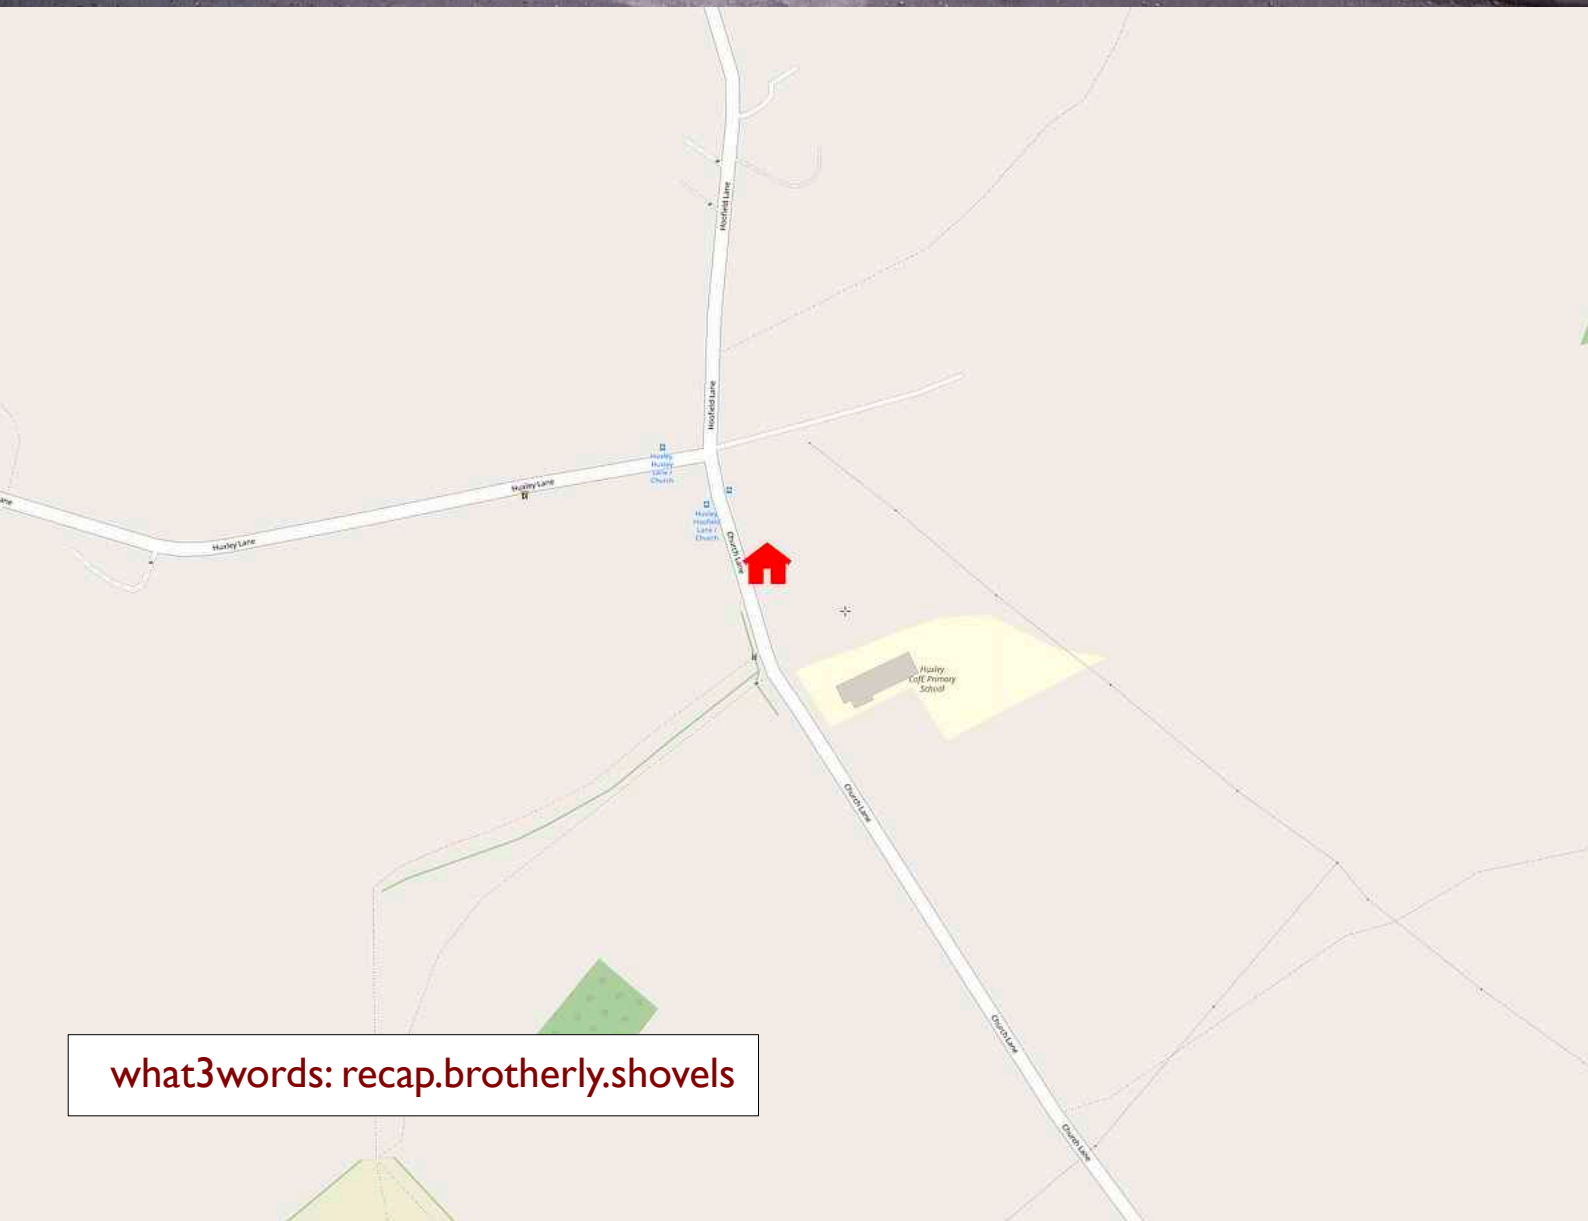 Hoofield Lane
Hoofield Lane
Huxley,
Huxley
Lane /
Church
Huxley Lane
Huxley,
Hoofield
Lane /
Church
Church Lane
Huxley Lane
Huxley
CofE Primary
School
Church Lane
Church Lane
what3words: recap.brotherly.shovels
Church Lane